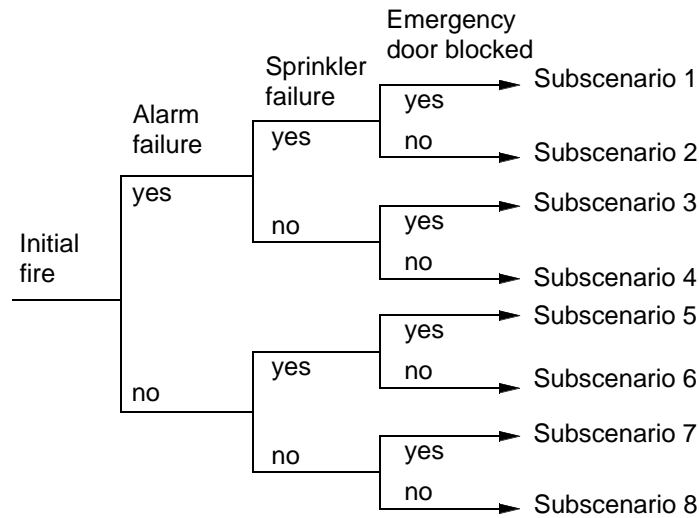 Emergency
door blocked
Sprinkler
failure
Alarm
failure
Initial
fire
yes
no
yes
no
yes
no
yes
no
yes
no
yes
no
yes
no
Subscenario 1
Subscenario 2
Subscenario 3
Subscenario 4
Subscenario 5
Subscenario 6
Subscenario 7
Subscenario 8